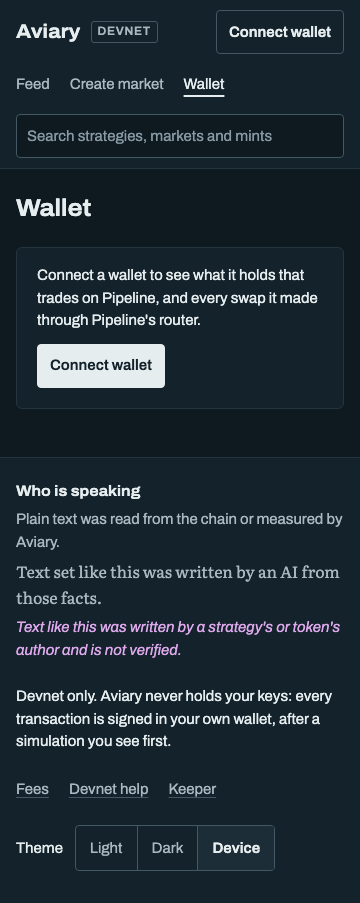 Aviary DEVNET Connect wallet
Feed Create market Wallet
Search strategies, markets and mints
Wallet
Connect a wallet to see what it holds that
trades on Pipeline, and every swap it made
through Pipeline's router.
Connect wallet
Who is speaking
Plain text was read from the chain or measured by
Aviary.
Text set like this was written by an AI from
those facts.
Text like this was written by a strategy's or token's
author and is not verified.
Devnet only. Aviary never holds your keys: every
transaction is signed in your own wallet, after a
simulation you see first.
Fees Devnet help Keeper
Theme Light Dark Device